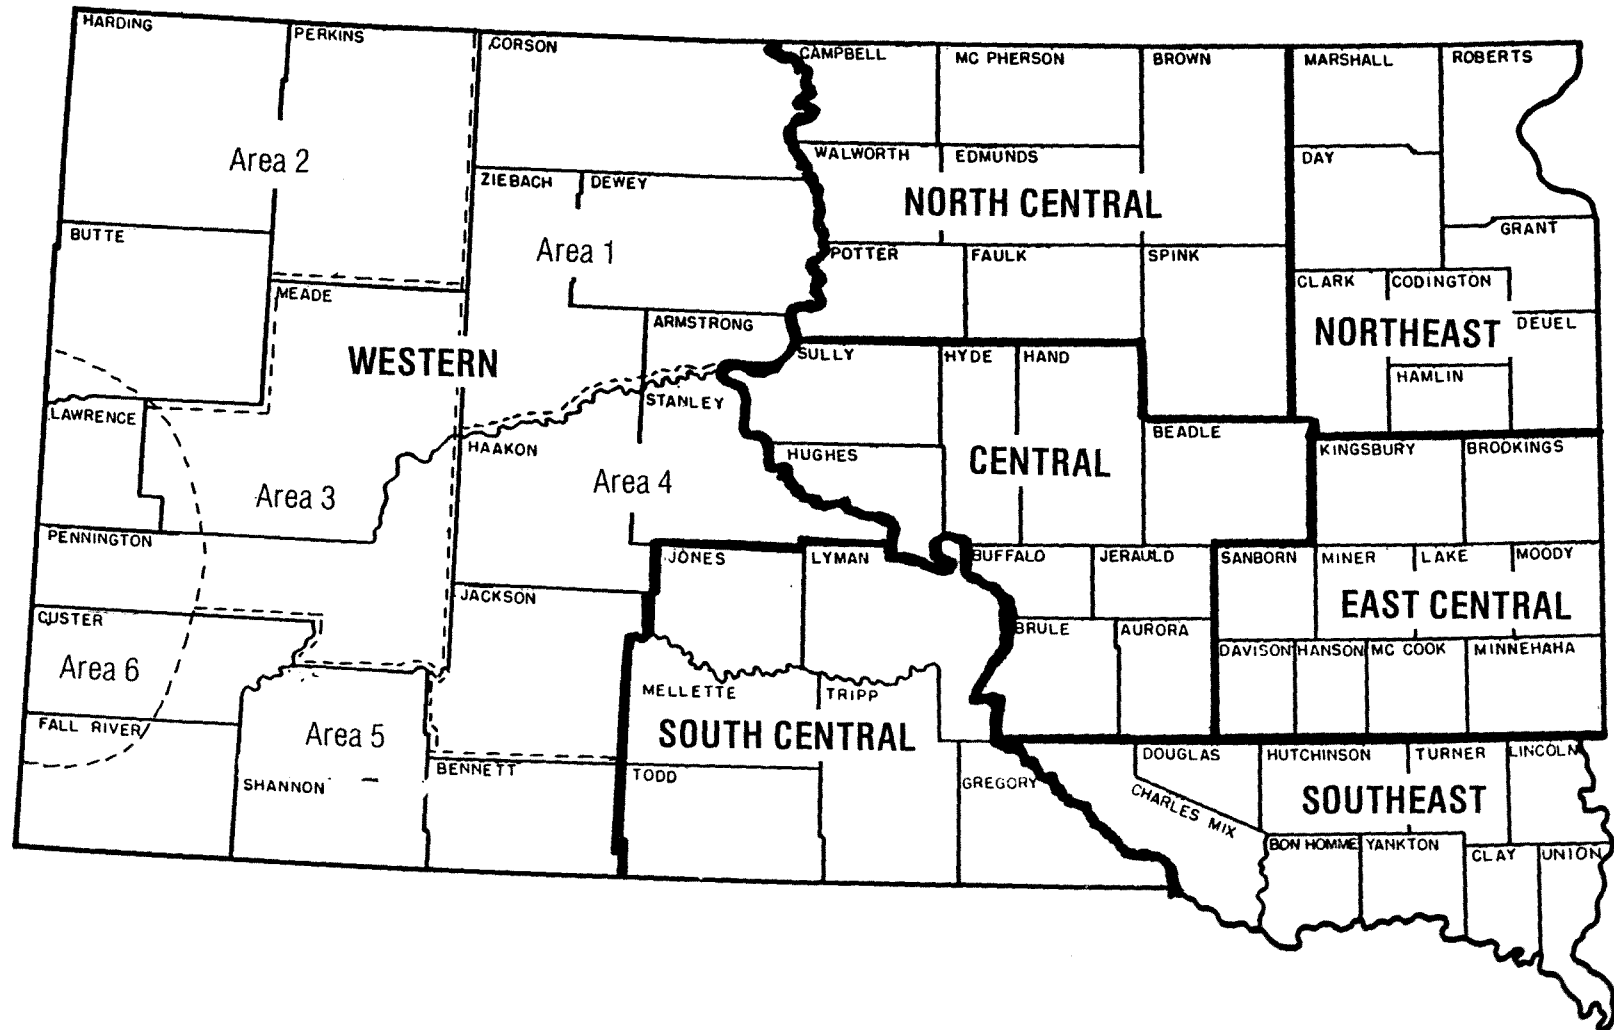 HARDING
PERKINS
CORSON
CAMPBELL
MC PHERSON
BROWN
MARSHALL
ROBERTS
Area 2
WALWORTH
EDMUNDS
DAY
ZIEBACH
DEWEY
NORTH CENTRAL
BUTTE
Area 1
POTTER
FAULK
SPINK
GRANT
MEADE
CLARK
CODINGTON
ARMSTRONG
NORTHEAST
DEUEL
WESTERN
SULLY
HYDE
HAND
HAMLIN
LAWRENCE
STANLEY
BEADLE
HAAKON
HUGHES
CENTRAL
KINGSBURY
BROOKINGS
Area 3
Area 4
PENNINGTON
JONES
LYMAN
BUFFALO
JERAULD
SANBORN
MINER
LAKE
MOODY
JACKSON
EAST CENTRAL
CUSTER
BRULE
AURORA
DAVISON
HANSON
MC COOK
MINNEHAHA
Area 6
MELLETTE
TRIPP
FALL RIVER
Area 5
SOUTH CENTRAL
DOUGLAS
HUTCHINSON
TURNER
LINCOLN
SHANNON
BENNETT
TODD
GREGORY
CHARLES MIX
SOUTHEAST
BON HOMME
YANKTON
CLAY
UNION